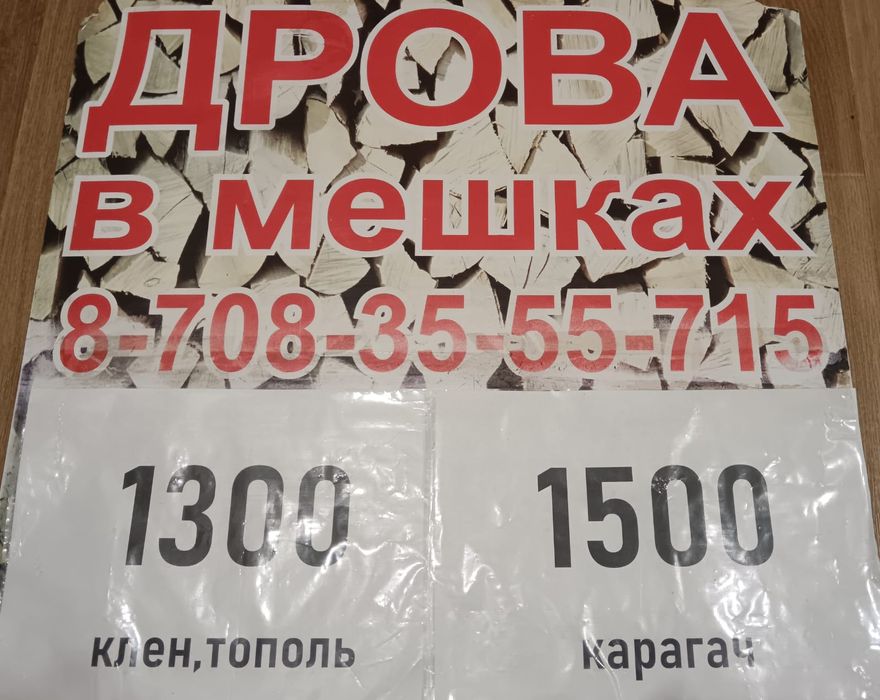 ДРОВА
в мешках
8-708-35-55-715
1300 1500
клен,тополь карагач